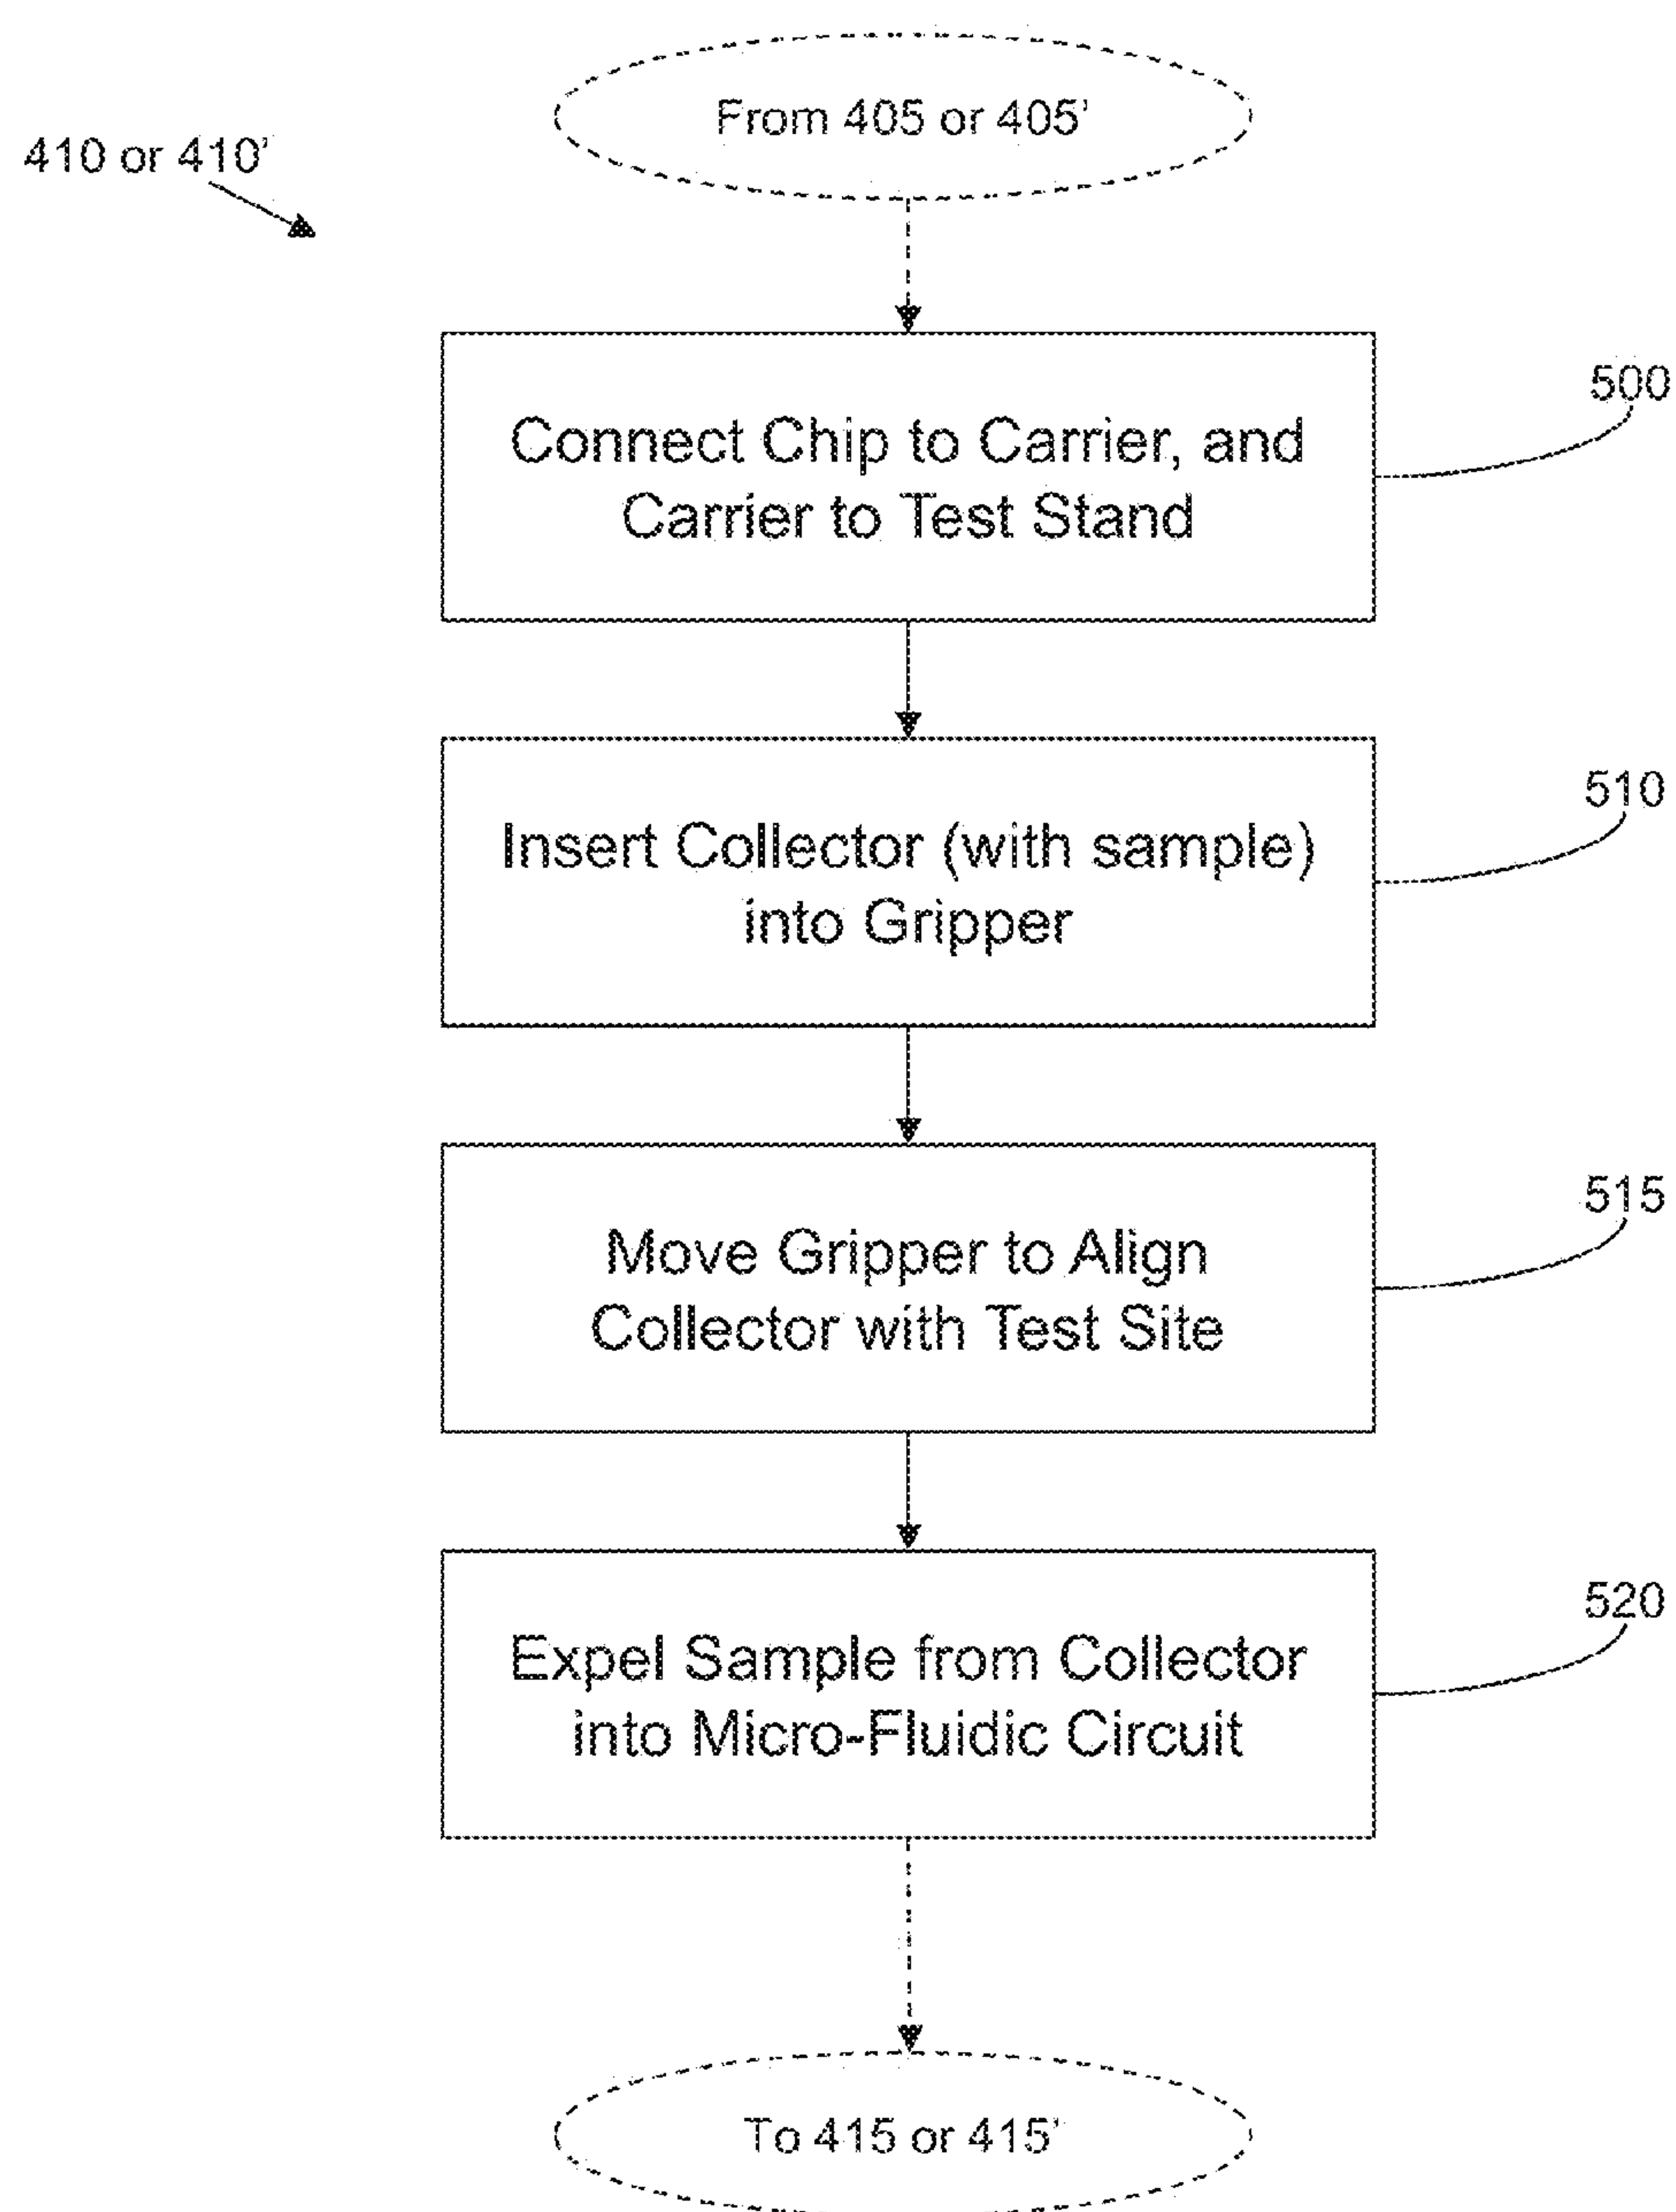 From 405 or 405'
410 or 410'
500
Connect Chip to Carrier, and
Carrier to Test Stand
510
Insert Collector (with sample)
into Gripper
515
Move Gripper to Align
Collector with Test Site
520
Expel Sample from Collector
into Micro-Fluidic Circuit
To 415 or 415'